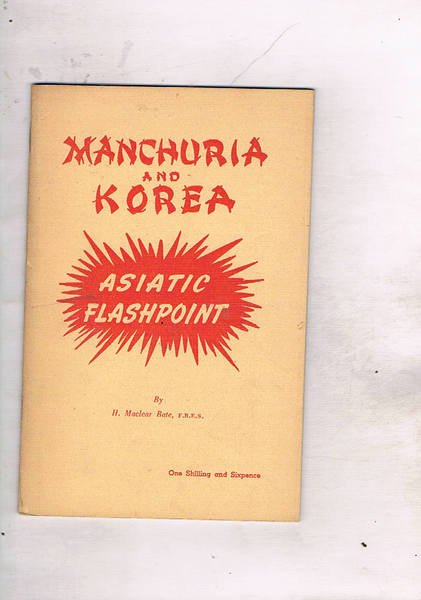 MANCHURIA
AND
KOREA
ASIATIC
FLASHPOINT
By
H. Maclear Bate, F.R.E.S.
One Shilling and Sixpence